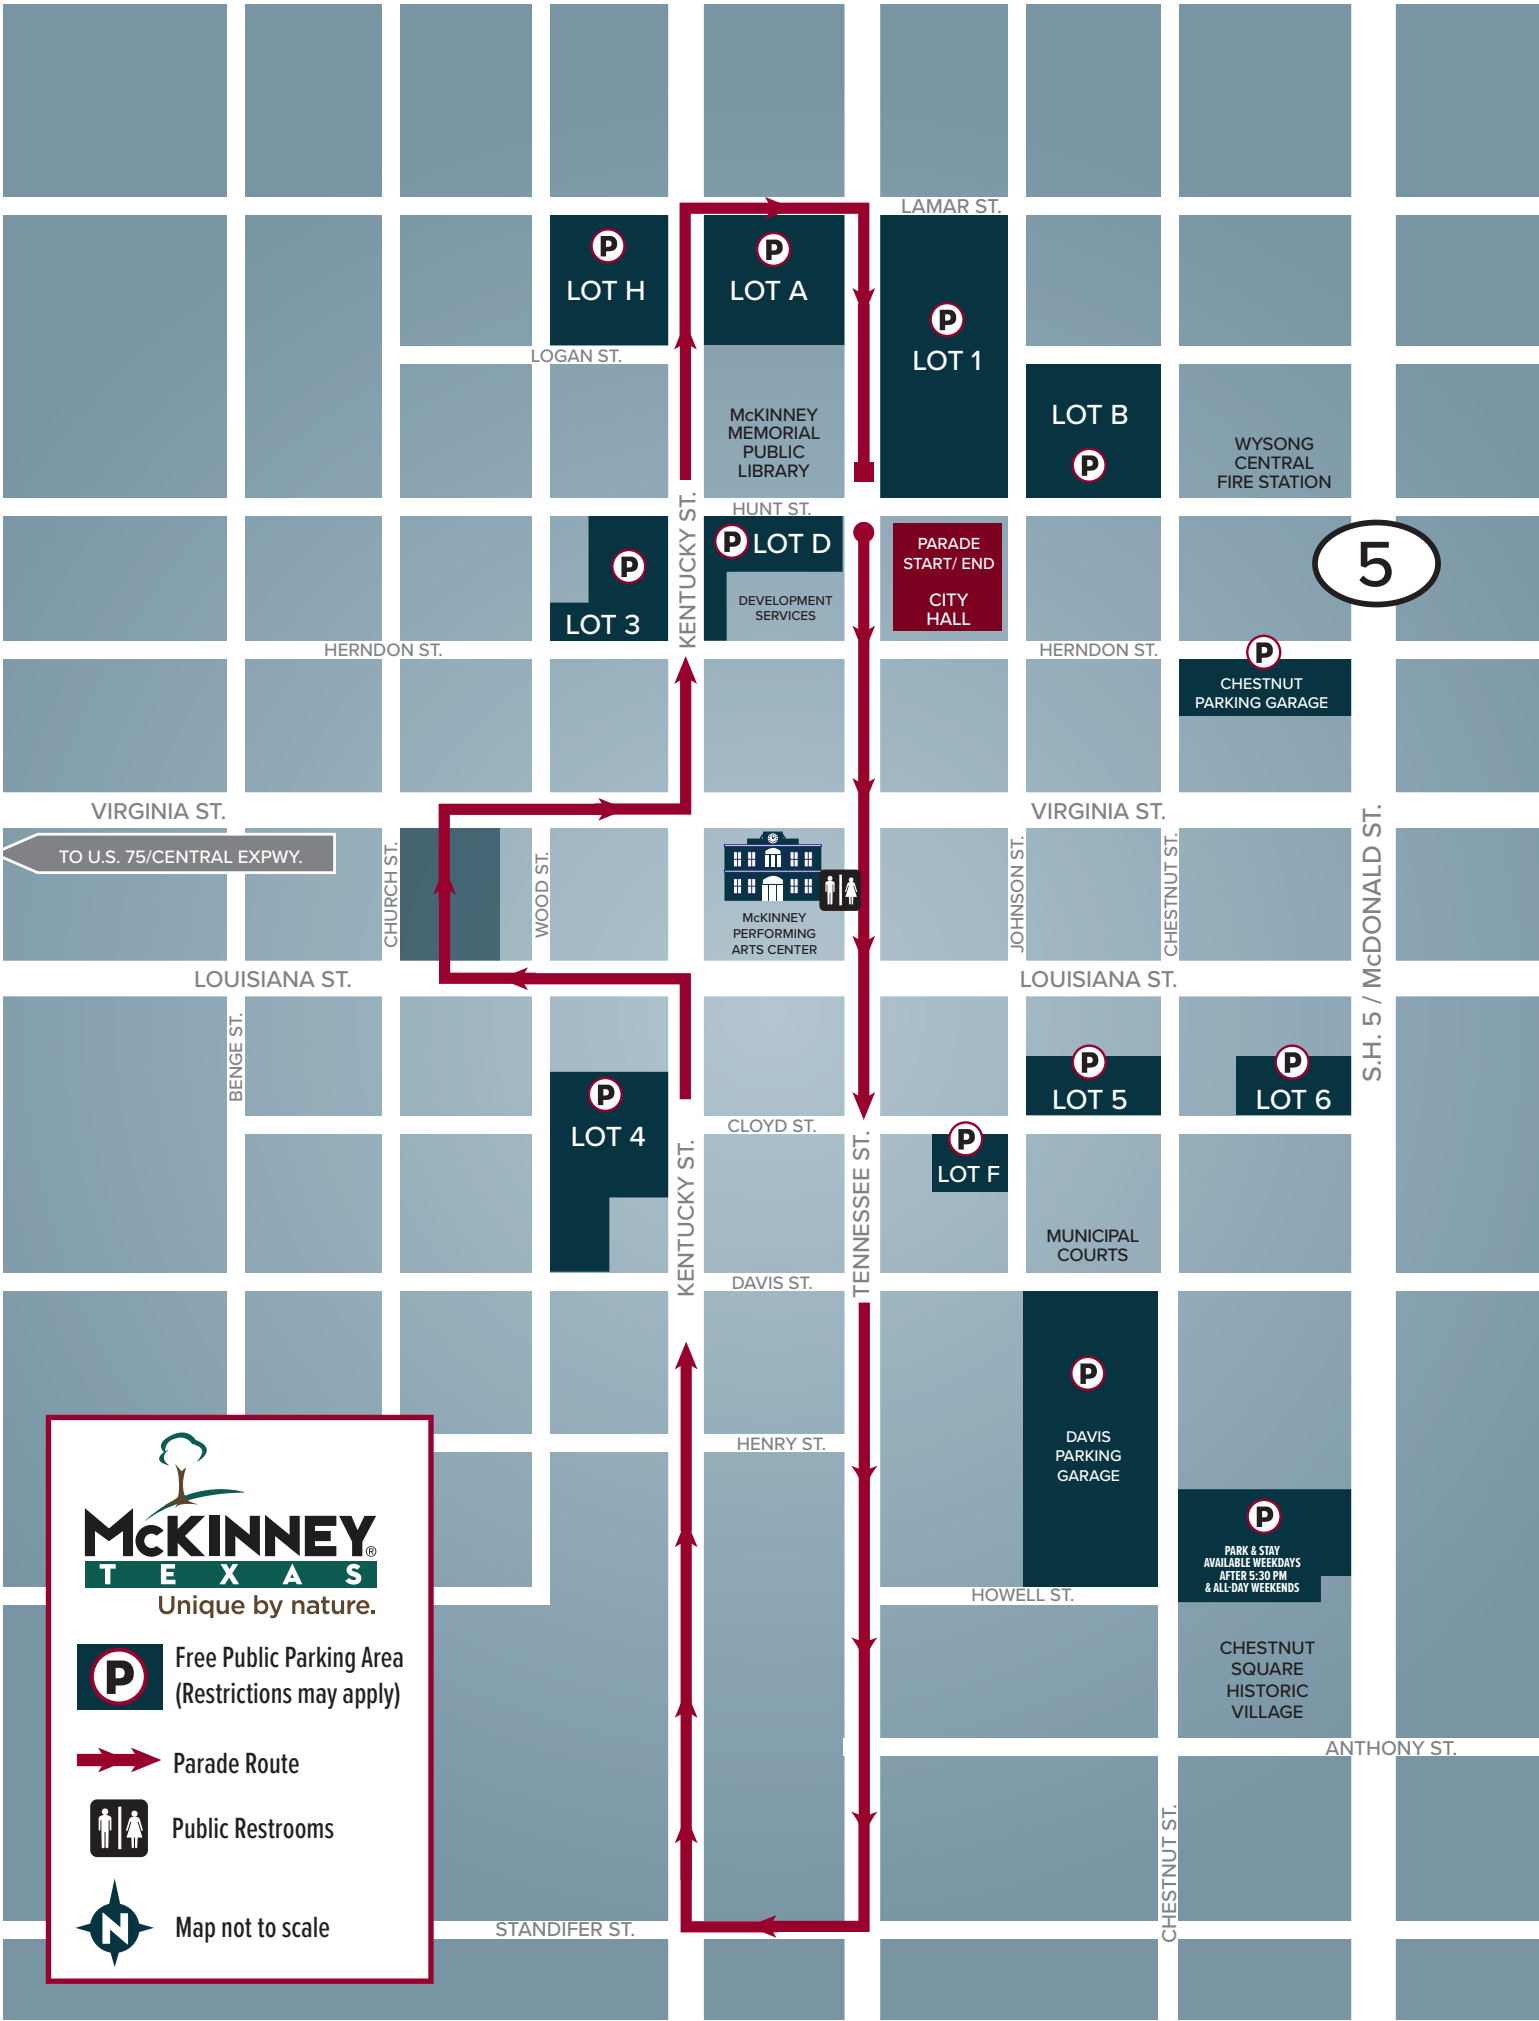 LAMAR ST.
P
LOT H
P
LOT A
P
LOT 1
LOGAN ST.
McKINNEY
MEMORIAL
PUBLIC
LIBRARY
LOT B
P
WYSONG
CENTRAL
FIRE STATION
KENTUCKY ST.
HUNT ST.
P
LOT 3
P LOT D
DEVELOPMENT
SERVICES
PARADE
START/ END
CITY
HALL
5
HERNDON ST.
HERNDON ST.
P
CHESTNUT
PARKING GARAGE
VIRGINIA ST.
VIRGINIA ST.
TO U.S. 75/CENTRAL EXPWY.
CHURCH ST.
WOOD ST.
McKINNEY
PERFORMING
ARTS CENTER
JOHNSON ST.
CHESTNUT ST.
S.H. 5 / McDONALD ST.
LOUISIANA ST.
LOUISIANA ST.
BENGE ST.
P
LOT 4
KENTUCKY ST.
CLOYD ST.
TENNESSEE ST.
P
LOT F
P
LOT 5
P
LOT 6
MUNICIPAL
COURTS
DAVIS ST.
P
DAVIS
PARKING
GARAGE
HENRY ST.
P
PARK & STAY
AVAILABLE WEEKDAYS
AFTER 5:30 PM
& ALL-DAY WEEKENDS
HOWELL ST.
CHESTNUT
SQUARE
HISTORIC
VILLAGE
ANTHONY ST.
CHESTNUT ST.
STANDIFER ST.
McKINNEY®
TEXAS
Unique by nature.
P
Free Public Parking Area
(Restrictions may apply)
Parade Route
Public Restrooms
N
Map not to scale